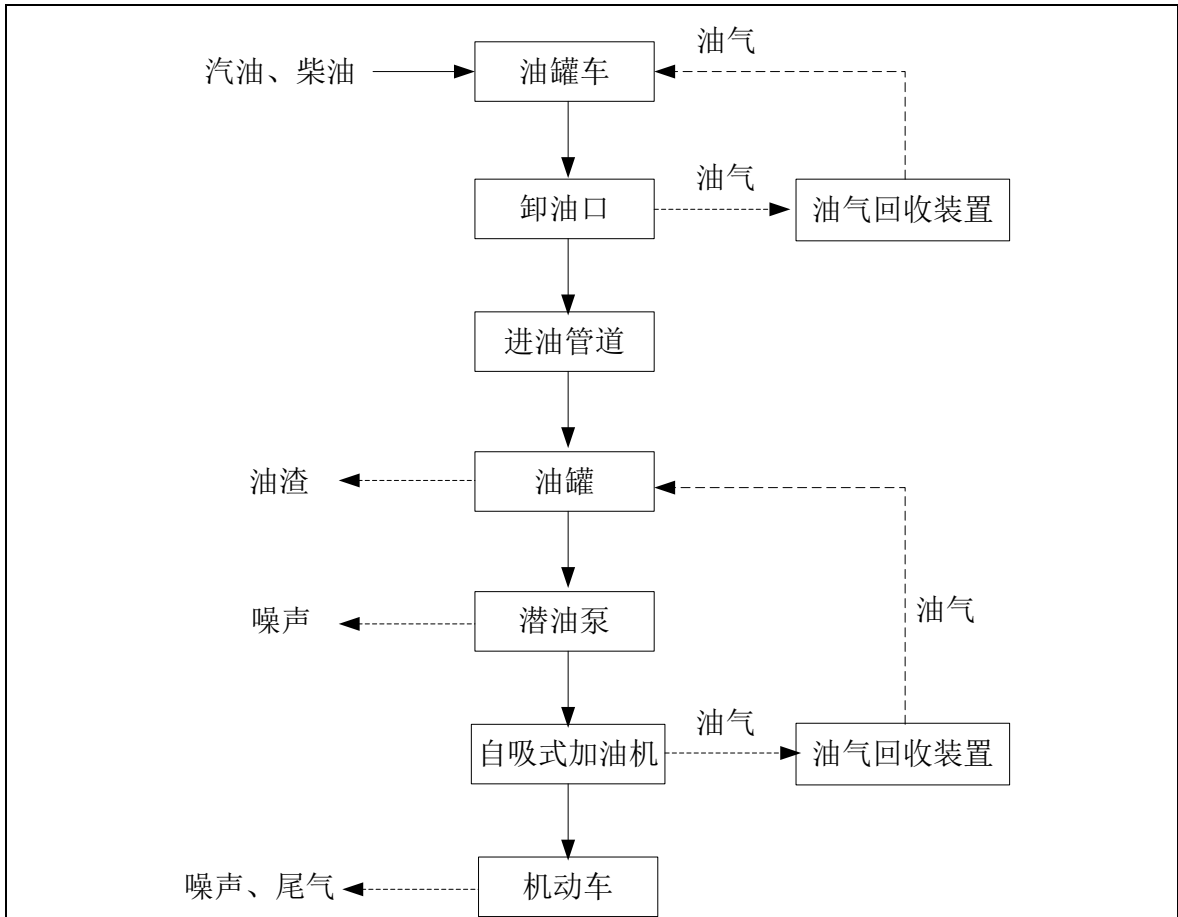 油气
汽油、柴油
油罐车
油气
卸油口
油气回收装置
进油管道
油渣
油罐
噪声
潜油泵
油气
油气
自吸式加油机
油气回收装置
噪声、尾气
机动车